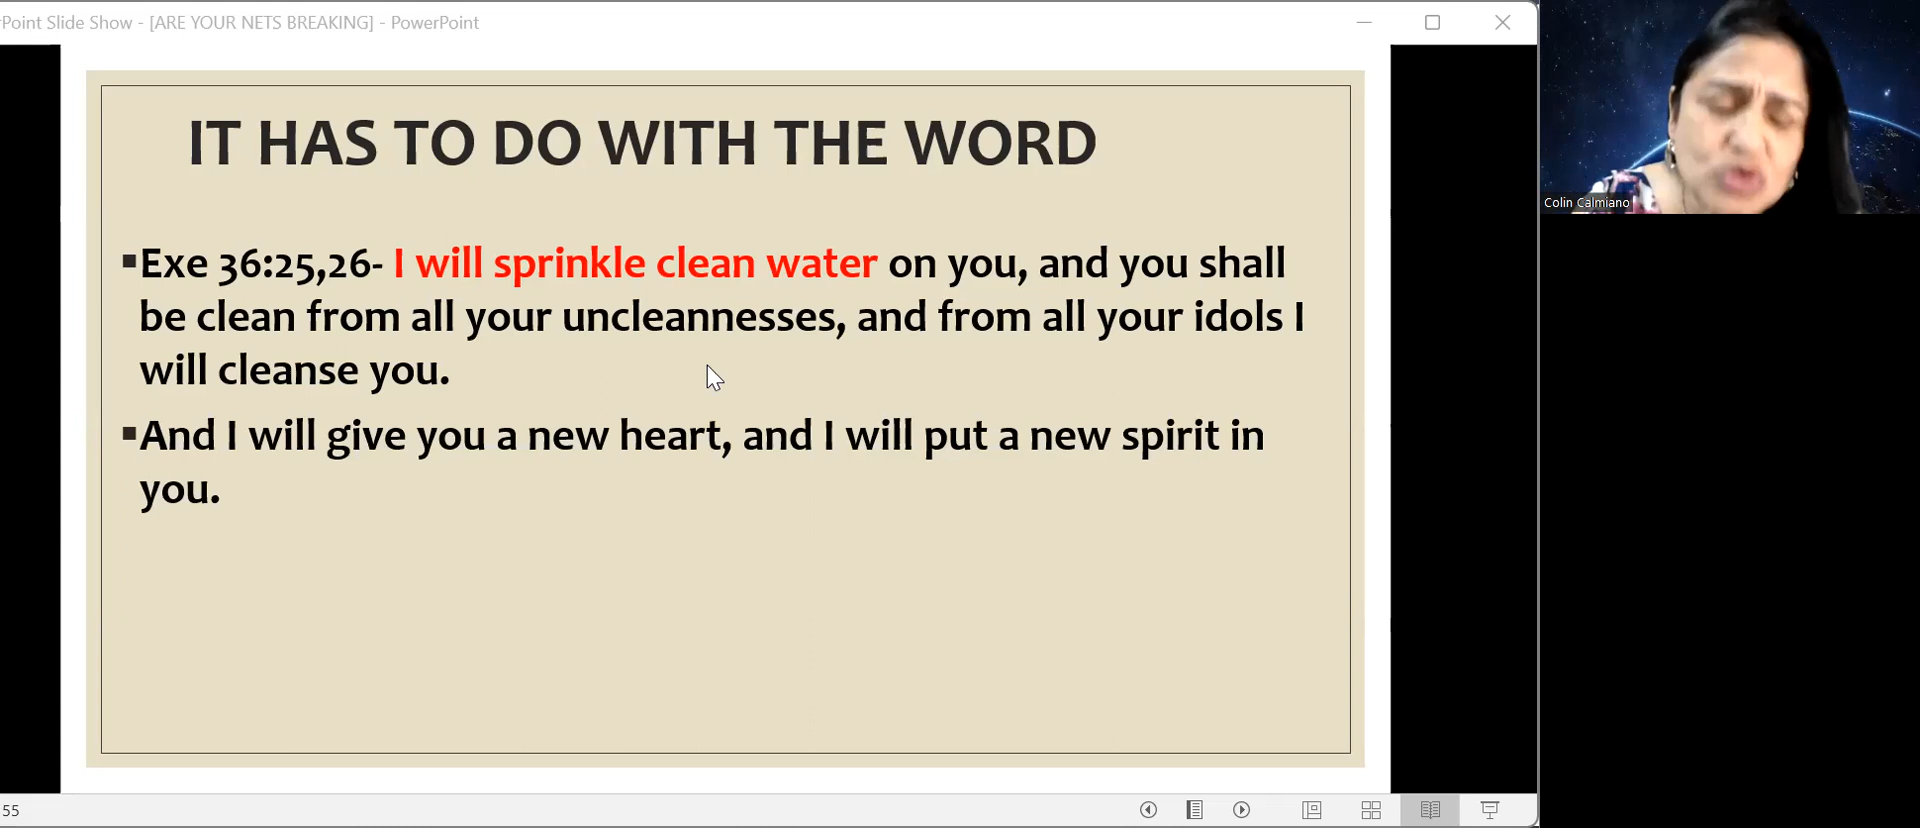 Point Slide Show - [ARE YOUR NETS BREAKING] - PowerPoint
IT HAS TO DO WITH THE WORD
▪Exe 36:25,26- I will sprinkle clean water on you, and you shall
be clean from all your uncleannesses, and from all your idols I
will cleanse you.
▪And I will give you a new heart, and I will put a new spirit in
you.
Colin Calmiano
55